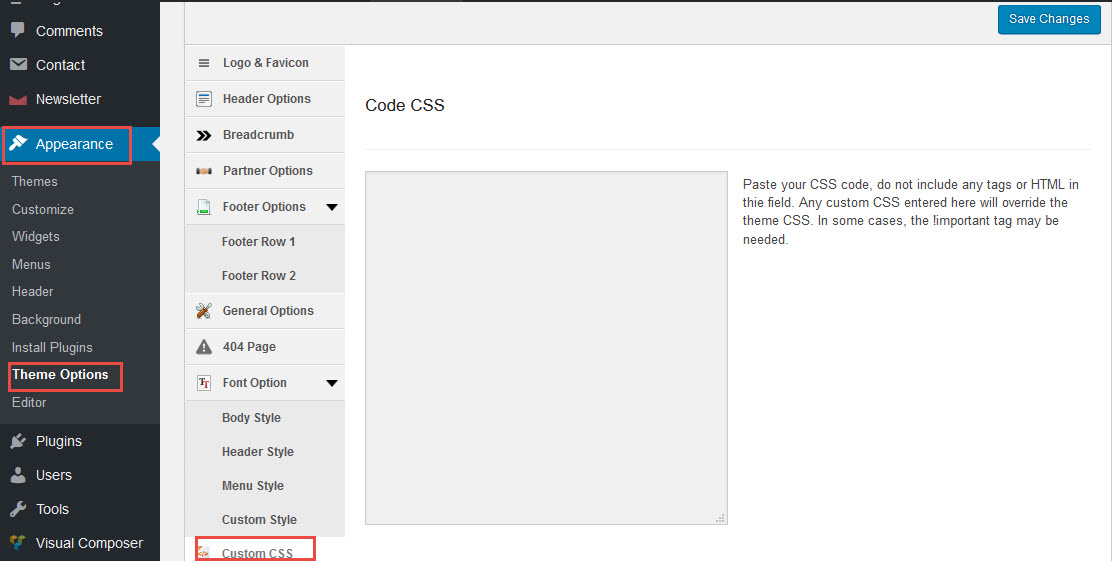 Save Changes
Comments
Contact
Newsletter
Appearance
Themes
Customize
Widgets
Menus
Header
Background
Install Plugins
Theme Options
Editor
Plugins
Users
Tools
Visual Composer
Logo & Favicon
Header Options
Breadcrumb
Partner Options
Footer Options
Footer Row 1
Footer Row 2
General Options
404 Page
Font Option
Body Style
Header Style
Menu Style
Custom Style
Custom CSS
Code CSS
Paste your CSS code, do not include any tags or HTML in
thie field. Any custom CSS entered here will override the
theme CSS. In some cases, the !important tag may be
needed.